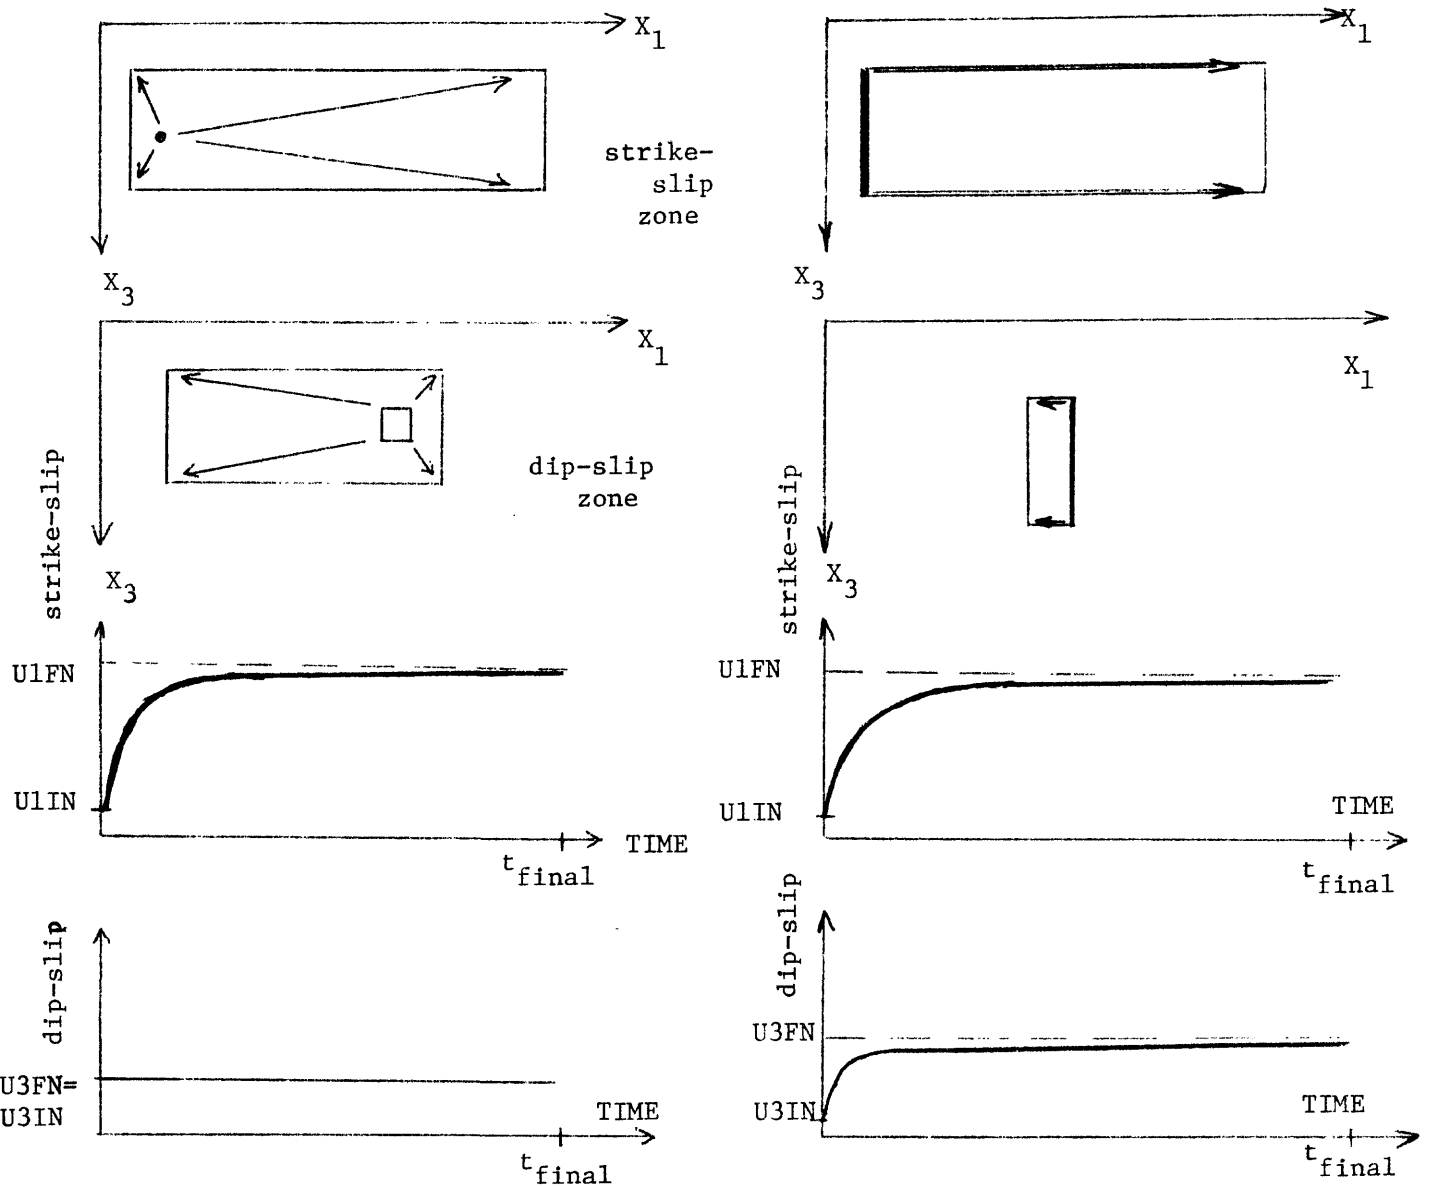 X1
X1
strike-
slip
zone
X3
X3
X1
X1
dip-slip
zone
strike-slip
X3
strike-slip
X3
U1FN
U1IN
TIME
tfinal
U1FN
U1IN
TIME
tfinal
dip-slip
U3FN=
U3IN
TIME
tfinal
dip-slip
U3FN
U3IN
TIME
tfinal